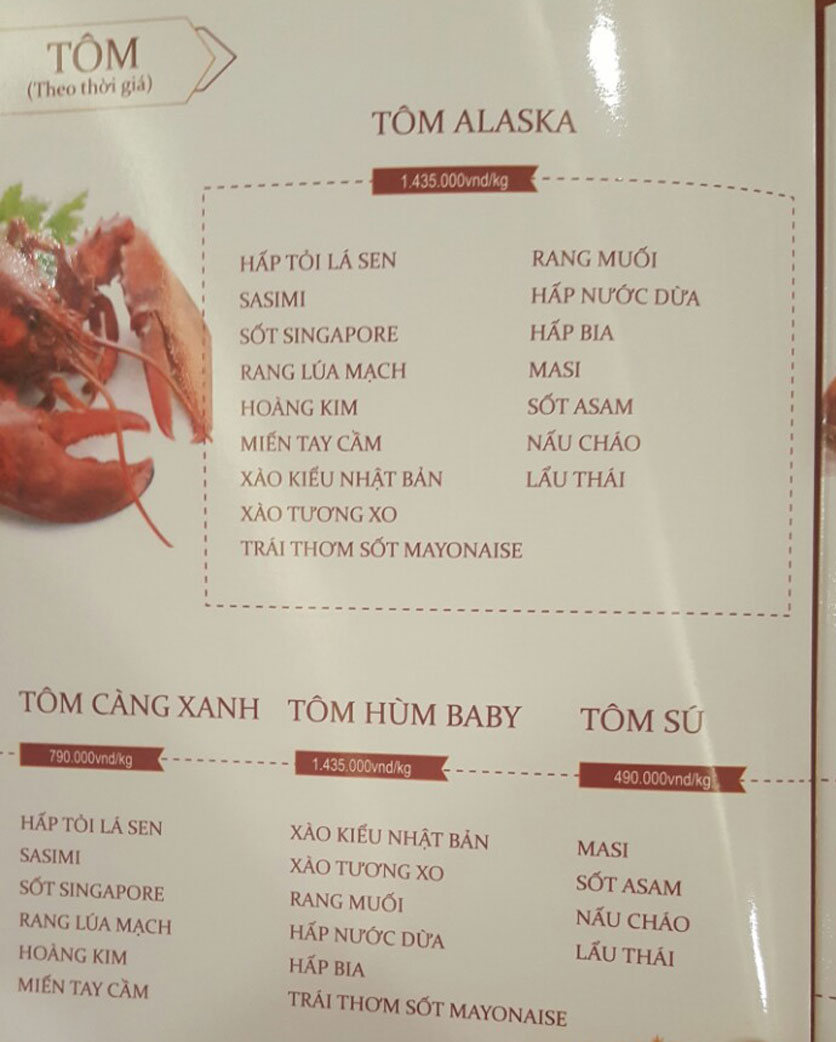 TÔM
(Theo thời giá)
TÔM ALASKA
1.435.000vnd/kg
HẤP TỎI LÁ SEN
SASIMI
SỐT SINGAPORE
RANG LÚA MẠCH
HOÀNG KIM
MIẾN TAY CẦM
XÀO KIỂU NHẬT BẢN
XÀO TƯƠNG XO
TRÁI THƠM SỐT MAYONAISE
RANG MUỐI
HẤP NƯỚC DỪA
HẤP BIA
MASI
SỐT ASAM
NẤU CHÁO
LẨU THÁI
TÔM CÀNG XANH
790.000vnd/kg
HẤP TỎI LÁ SEN
SASIMI
SỐT SINGAPORE
RANG LÚA MẠCH
HOÀNG KIM
MIẾN TAY CẦM
TÔM HÙM BABY
1.435.000vnd/kg
XÀO KIỂU NHẬT BẢN
XÀO TƯƠNG XO
RANG MUỐI
HẤP NƯỚC DỪA
HẤP BIA
TRÁI THƠM SỐT MAYONAISE
TÔM SÚ
490.000vnd/kg
MASI
SỐT ASAM
NẤU CHÁO
LẨU THÁI